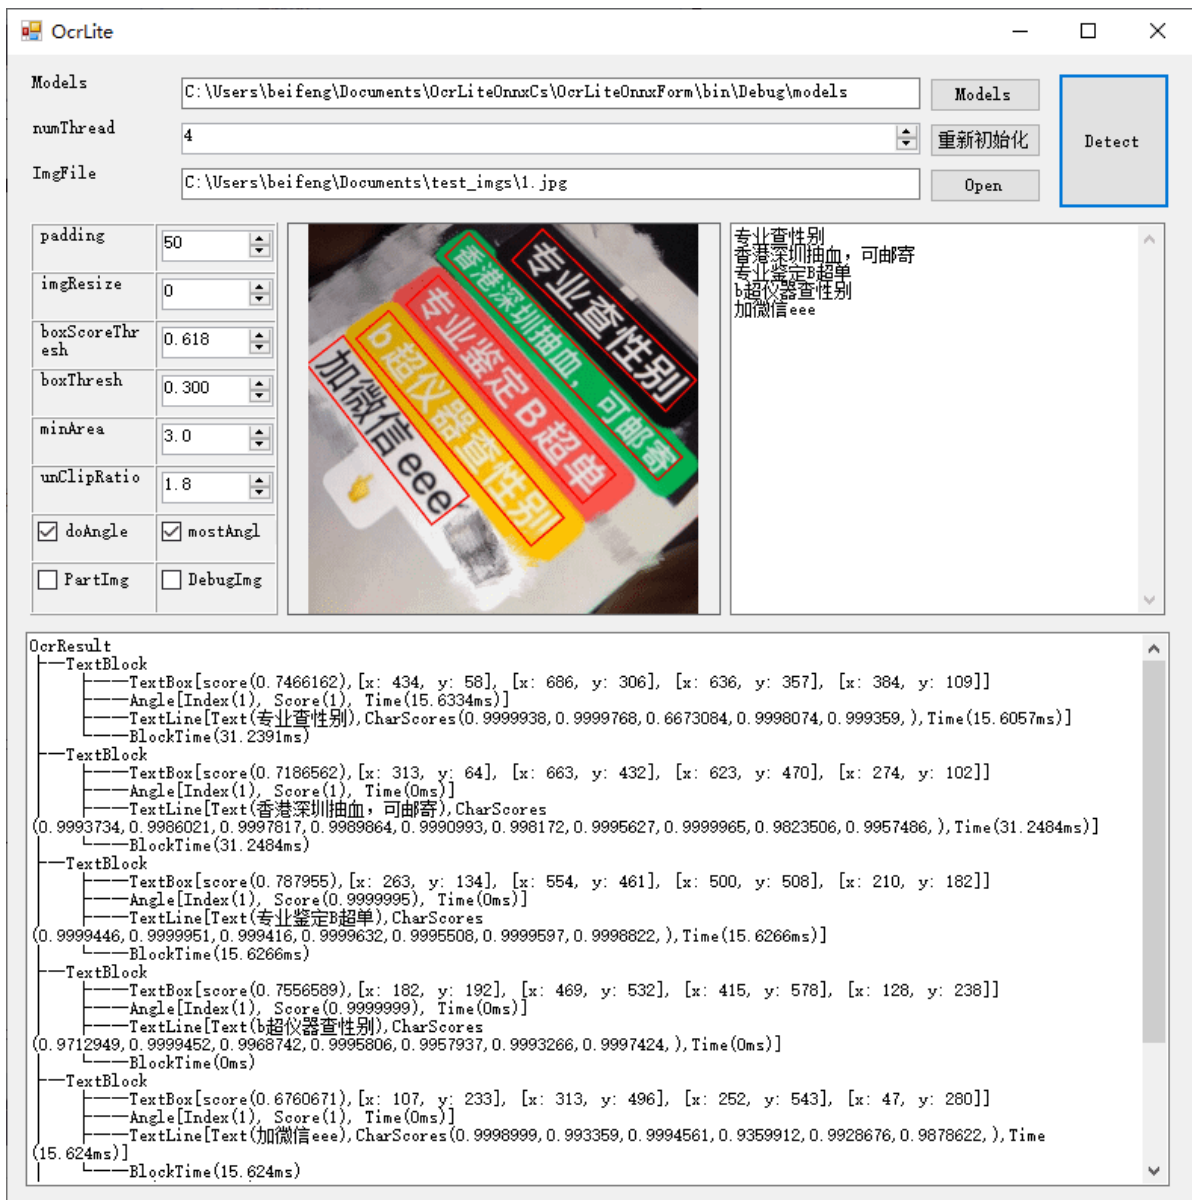 OcrLite
Models
C:\Users\beifeng\Documents\OcrLiteOnnxCs\OcrLiteOnnxForm\bin\Debug\models
Models
numThread
4
重新初始化
Detect
ImgFile
C:\Users\beifeng\Documents\test_imgs\1.jpg
Open
padding
50
imgResize
0
boxScoreThr
esh
0.618
boxThresh
0.300
minArea
3.0
unClipRatio
1.8
doAngle
mostAngl
PartImg
DebugImg
专业查性别
香港深圳抽血，可邮寄
专业鉴定B超单
b超仪器查性别
加微信eee
专业查性别
香港深圳抽血，可邮寄
专业鉴定B超单
b超仪器查性别
加微信eee
OcrResult
TextBlock
TextBox[score(0.7466162),[x: 434, y: 58], [x: 686, y: 306], [x: 636, y: 357], [x: 384, y: 109]]
Angle[Index(1), Score(1), Time(15.6334ms)]
TextLine[Text(专业查性别),CharScores(0.9999938,0.9999768,0.6673084,0.9998074,0.999359,),Time(15.6057ms)]
BlockTime(31.2391ms)
TextBlock
TextBox[score(0.7186562),[x: 313, y: 64], [x: 663, y: 432], [x: 623, y: 470], [x: 274, y: 102]]
Angle[Index(1), Score(1), Time(0ms)]
TextLine[Text(香港深圳抽血，可邮寄),CharScores
(0.9993734,0.9986021,0.9997817,0.9989864,0.9990993,0.998172,0.9995627,0.9999965,0.9823506,0.9957486,),Time(31.2484ms)]
BlockTime(31.2484ms)
TextBlock
TextBox[score(0.787955),[x: 263, y: 134], [x: 554, y: 461], [x: 500, y: 508], [x: 210, y: 182]]
Angle[Index(1), Score(0.9999995), Time(0ms)]
TextLine[Text(专业鉴定B超单),CharScores
(0.9999446,0.9999951,0.999416,0.9999632,0.9995508,0.9999597,0.9998822,),Time(15.6266ms)]
BlockTime(15.6266ms)
TextBlock
TextBox[score(0.7556589),[x: 182, y: 192], [x: 469, y: 532], [x: 415, y: 578], [x: 128, y: 238]]
Angle[Index(1), Score(0.9999999), Time(0ms)]
TextLine[Text(b超仪器查性别),CharScores
(0.9712949,0.9999452,0.9968742,0.9995806,0.9957937,0.9993266,0.9997424,),Time(0ms)]
BlockTime(0ms)
TextBlock
TextBox[score(0.6760671),[x: 107, y: 233], [x: 313, y: 496], [x: 252, y: 543], [x: 47, y: 280]]
Angle[Index(1), Score(1), Time(0ms)]
TextLine[Text(加微信eee),CharScores(0.9998999,0.993359,0.9994561,0.9359912,0.9928676,0.9878622,),Time
(15.624ms)]
BlockTime(15.624ms)